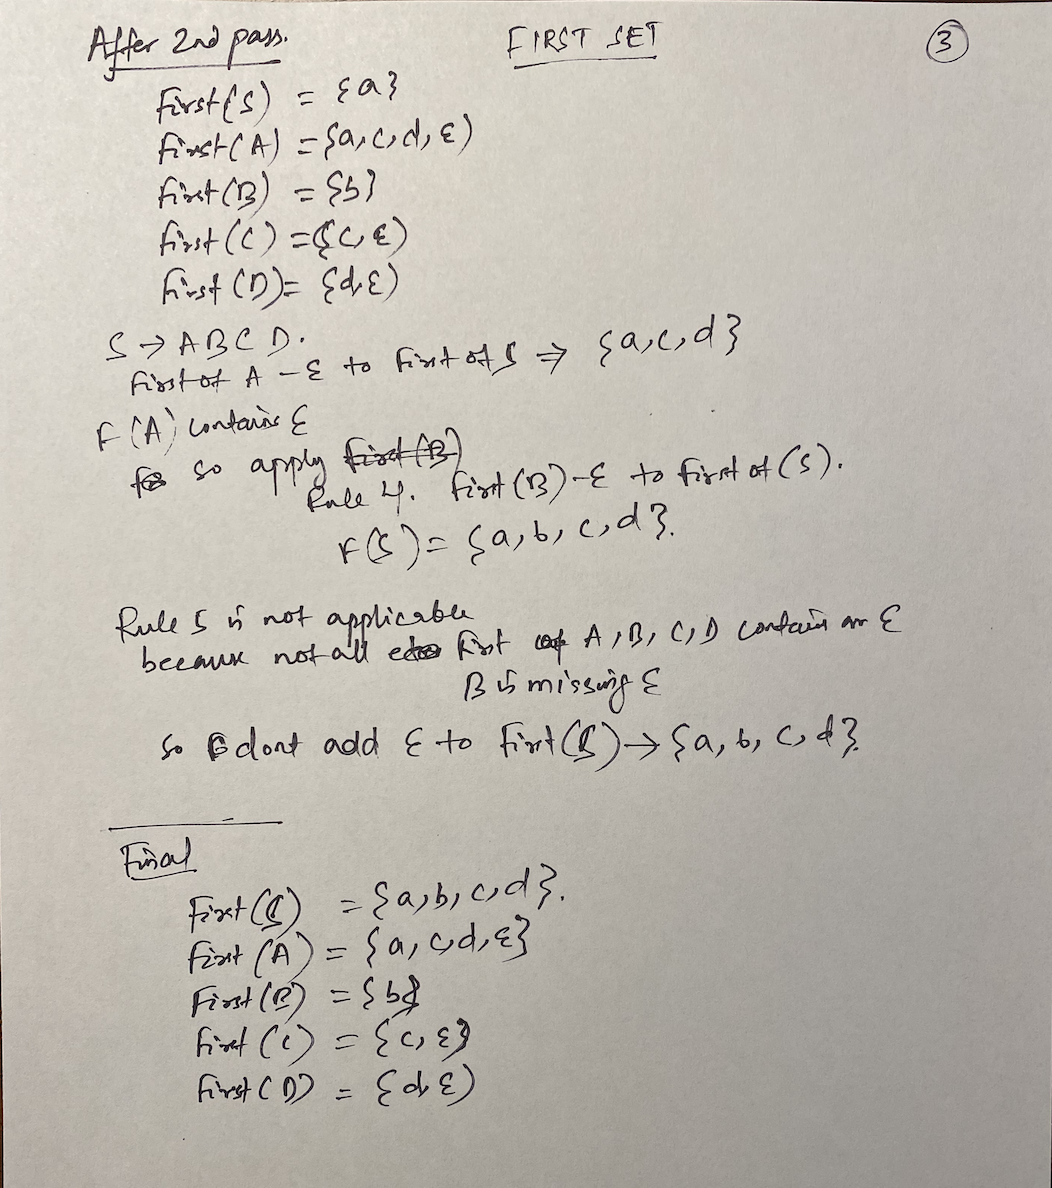 After 2nd pass. FIRST SET 3
First(S) = {a}
First(A) = {a,c,d,ε)
First(B) = {b}
First(C) = {c,ε)
First(D) = {d,ε)
S → A B C D.
First of A - ε to First of S ⇒ {a,c,d}
F(A) contains ε
so apply First(B)
Rule 4. First(B)-ε to First of (S).
F(S) = {a,b,c,d}.
Rule 5 is not applicable
because not all First of A,B,C,D contain an ε
B is missing ε
so dont add ε to First(S) → {a,b,c,d}.
Final
First(S) = {a,b,c,d}.
First(A) = {a,c,d,ε}
First(B) = {b}
First(C) = {c,ε}
First(D) = {d,ε)